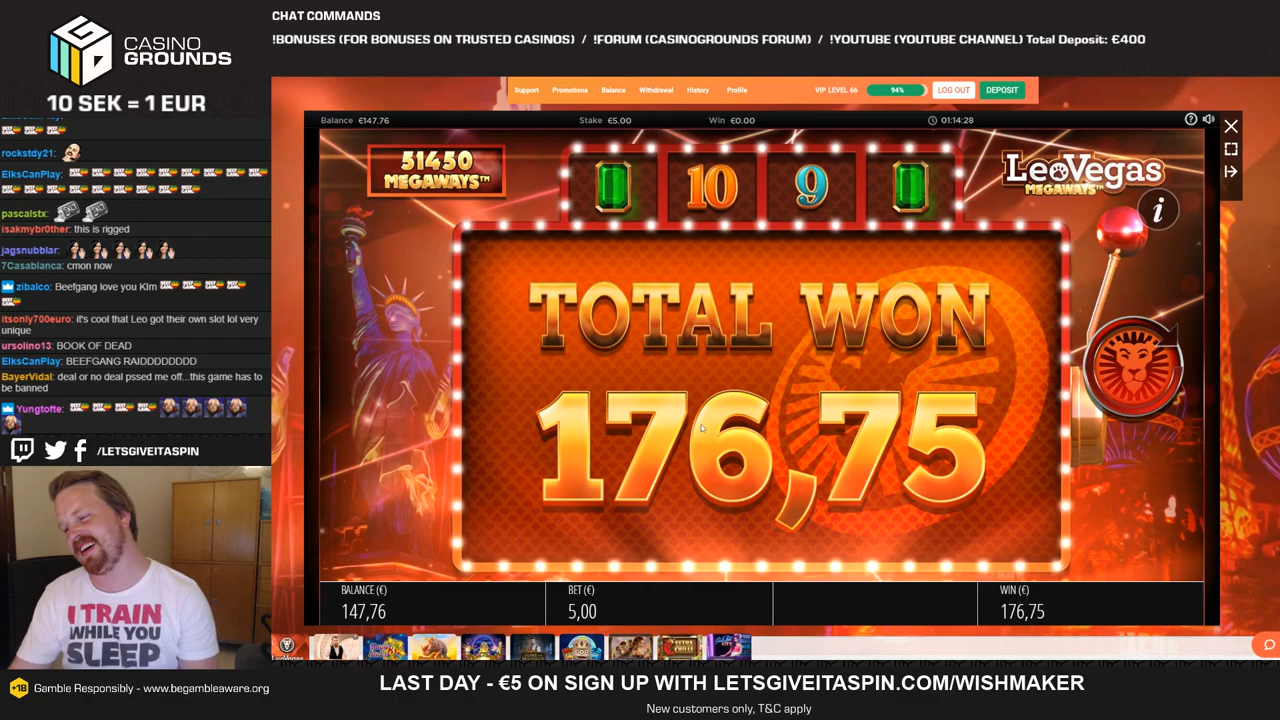 CHAT COMMANDS
!BONUSES (FOR BONUSES ON TRUSTED CASINOS) / !FORUM (CASINOGROUNDS FORUM) / !YOUTUBE (YOUTUBE CHANNEL) Total Deposit: €400
CASINO
GROUNDS
10 SEK = 1 EUR
Support Promotions Balance Withdrawal History Profile VIP LEVEL 66 94% LOG OUT DEPOSIT
Balance €147.76 Stake €5.00 Win €0.00 01:14:28
51450
MEGAWAYS™
10 9
LeoVegas
MEGAWAYS™
i
TOTAL WON
176,75
BALANCE (€) BET (€) WIN (€)
147,76 5,00 176,75
rockstdy21:
ElksCanPlay:
pascalstx:
isakmybr0ther: this is rigged
jagsnubblar:
7Casablanca: cmon now
zibalco: Beefgang love you KIm
itsonly700euro: it's cool that Leo got their own slot lol very
unique
ursolino13: BOOK OF DEAD
ElksCanPlay: BEEFGANG RAIDDDDDDDD
BayerVidal: deal or no deal pssed me off...this game has to
be banned
Yungtofte:
/LETSGIVEITASPIN
I TRAIN
WHILE YOU
SLEEP
+18 Gamble Responsibly - www.begambleaware.org
LAST DAY - €5 ON SIGN UP WITH LETSGIVEITASPIN.COM/WISHMAKER
New customers only, T&C apply